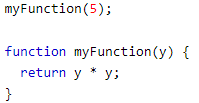 myFunction(5);

function myFunction(y) {
  return y * y;
}